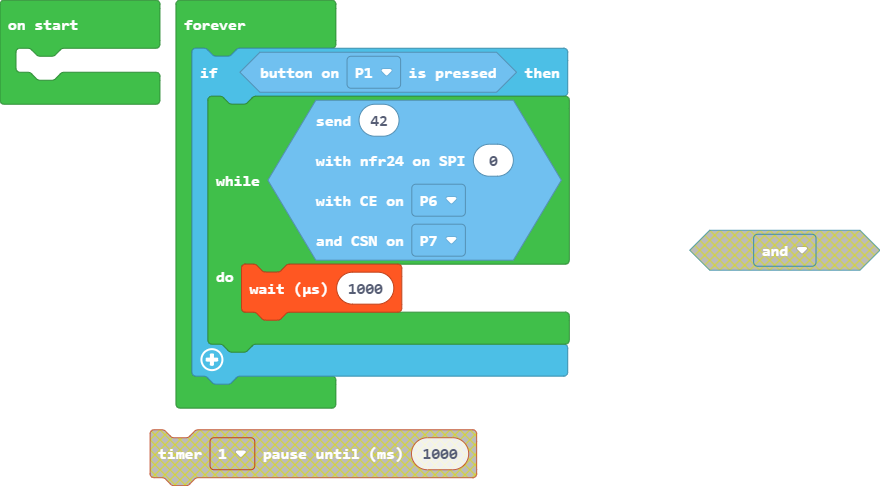 on start
forever
if button on P1 is pressed then
send 42
with nfr24 on SPI 0
while
with CE on P6
and CSN on P7
and
do wait (µs) 1000
timer 1 pause until (ms) 1000